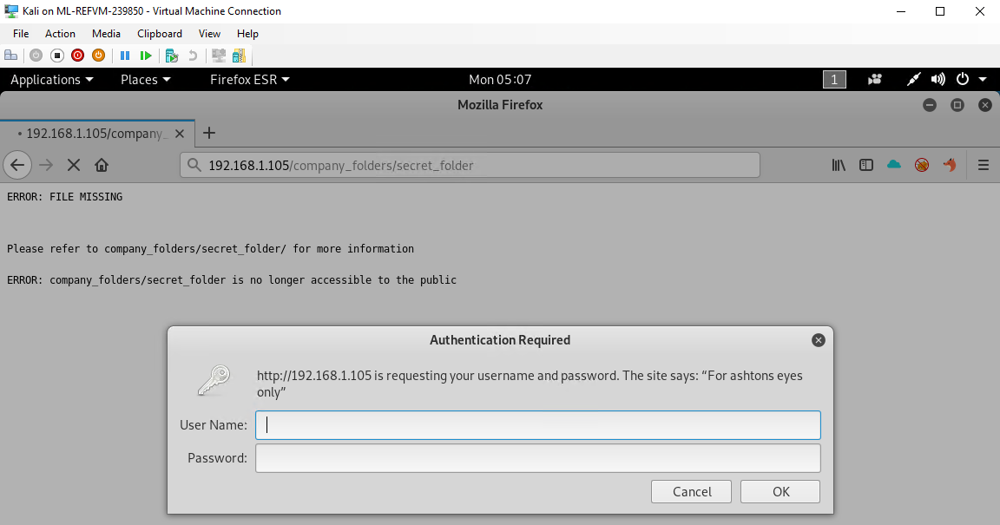 Kali on ML-REFVM-239850 - Virtual Machine Connection
File Action Media Clipboard View Help
Applications Places Firefox ESR Mon 05:07 1
Mozilla Firefox
• 192.168.1.105/company_
192.168.1.105/company_folders/secret_folder
ERROR: FILE MISSING
Please refer to company_folders/secret_folder/ for more information
ERROR: company_folders/secret_folder is no longer accessible to the public
Authentication Required
http://192.168.1.105 is requesting your username and password. The site says: “For ashtons eyes
only”
User Name:
Password:
Cancel OK